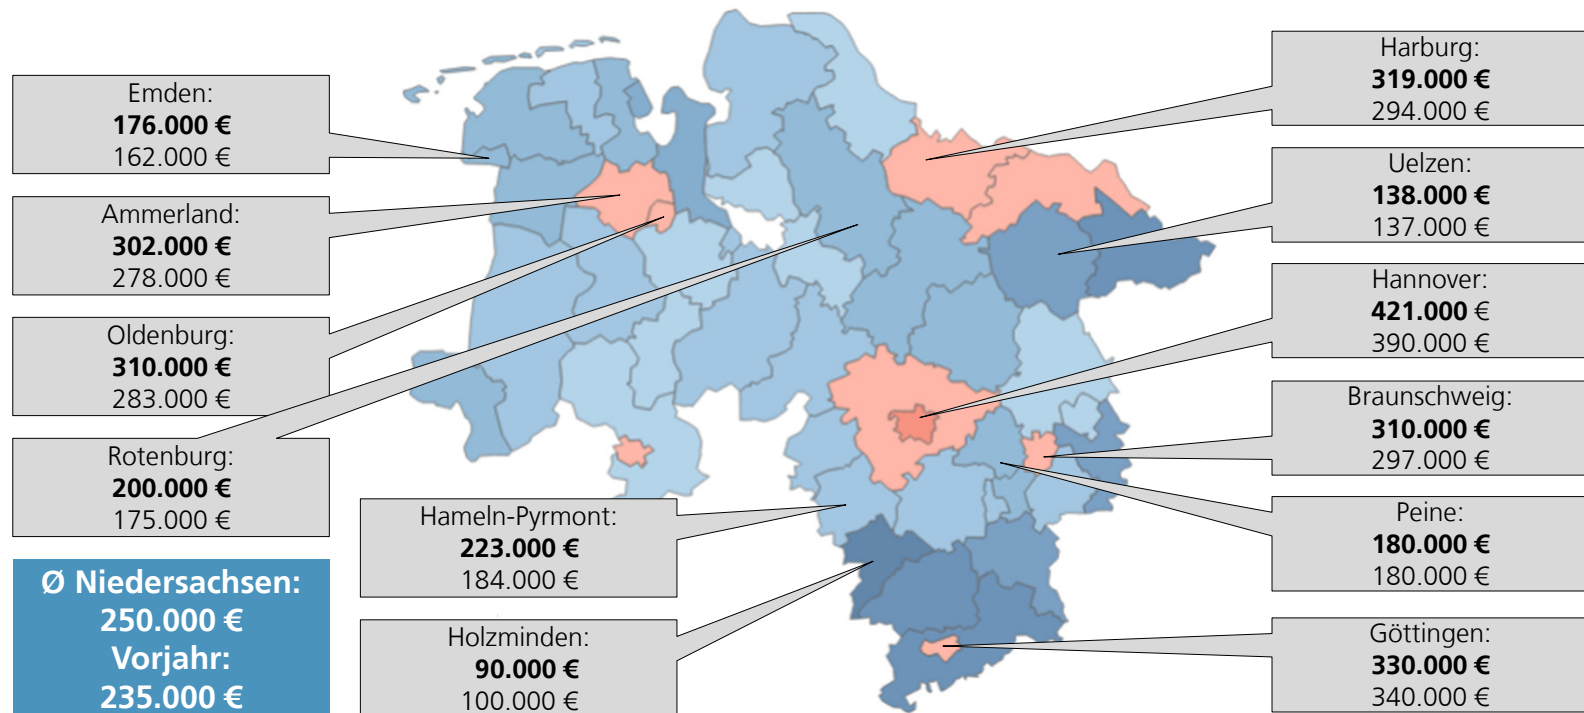 Emden:
176.000 €
162.000 €
Ammerland:
302.000 €
278.000 €
Oldenburg:
310.000 €
283.000 €
Rotenburg:
200.000 €
175.000 €
Ø Niedersachsen:
250.000 €
Vorjahr:
235.000 €
Hameln-Pyrmont:
223.000 €
184.000 €
Holzminden:
90.000 €
100.000 €
Harburg:
319.000 €
294.000 €
Uelzen:
138.000 €
137.000 €
Hannover:
421.000 €
390.000 €
Braunschweig:
310.000 €
297.000 €
Peine:
180.000 €
180.000 €
Göttingen:
330.000 €
340.000 €